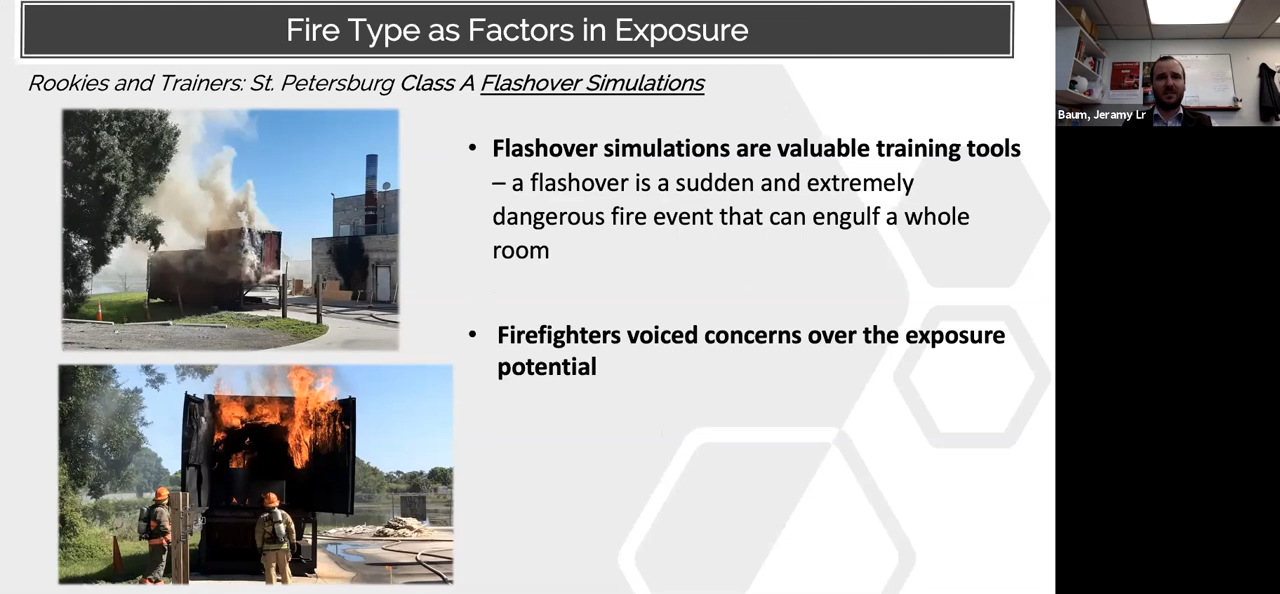 Fire Type as Factors in Exposure
Rookies and Trainers: St. Petersburg Class A Flashover Simulations
• Flashover simulations are valuable training tools
– a flashover is a sudden and extremely
dangerous fire event that can engulf a whole
room
• Firefighters voiced concerns over the exposure
potential
Baum, Jeramy Lr